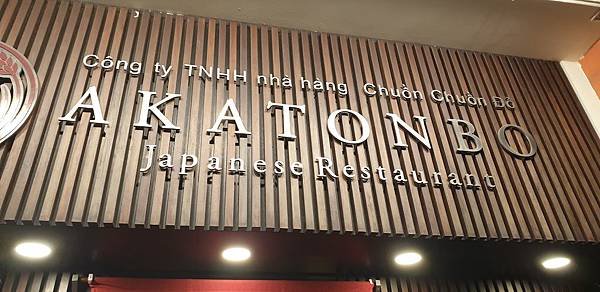 Công ty TNHH nhà hàng Chuồn Chuồn Đỏ
AKATONBO
Japanese Restaurant